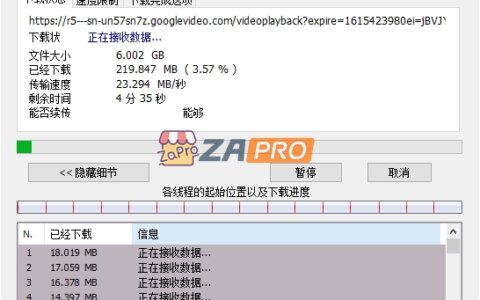 下载状态 速度限制 下载完成选项
https://r5---sn-un57sn7z.googlevideo.com/videoplayback?expire=1615423980ei=jBVJY
下载状 正在接收数据...
文件大小 6.002 GB
已经下载 219.847 MB ( 3.57 % )
传输速度 23.294 MB/秒
剩余时间 4 分 35 秒
能否续传 能够
ZaPro ZAPRO
<< 隐藏细节 暂停 取消
各线程的起始位置以及下载进度
N. 已经下载 信息
1 18.019 MB 正在接收数据...
2 17.059 MB 正在接收数据...
3 16.378 MB 正在接收数据...
4 14.397 MB 正在接收数据...